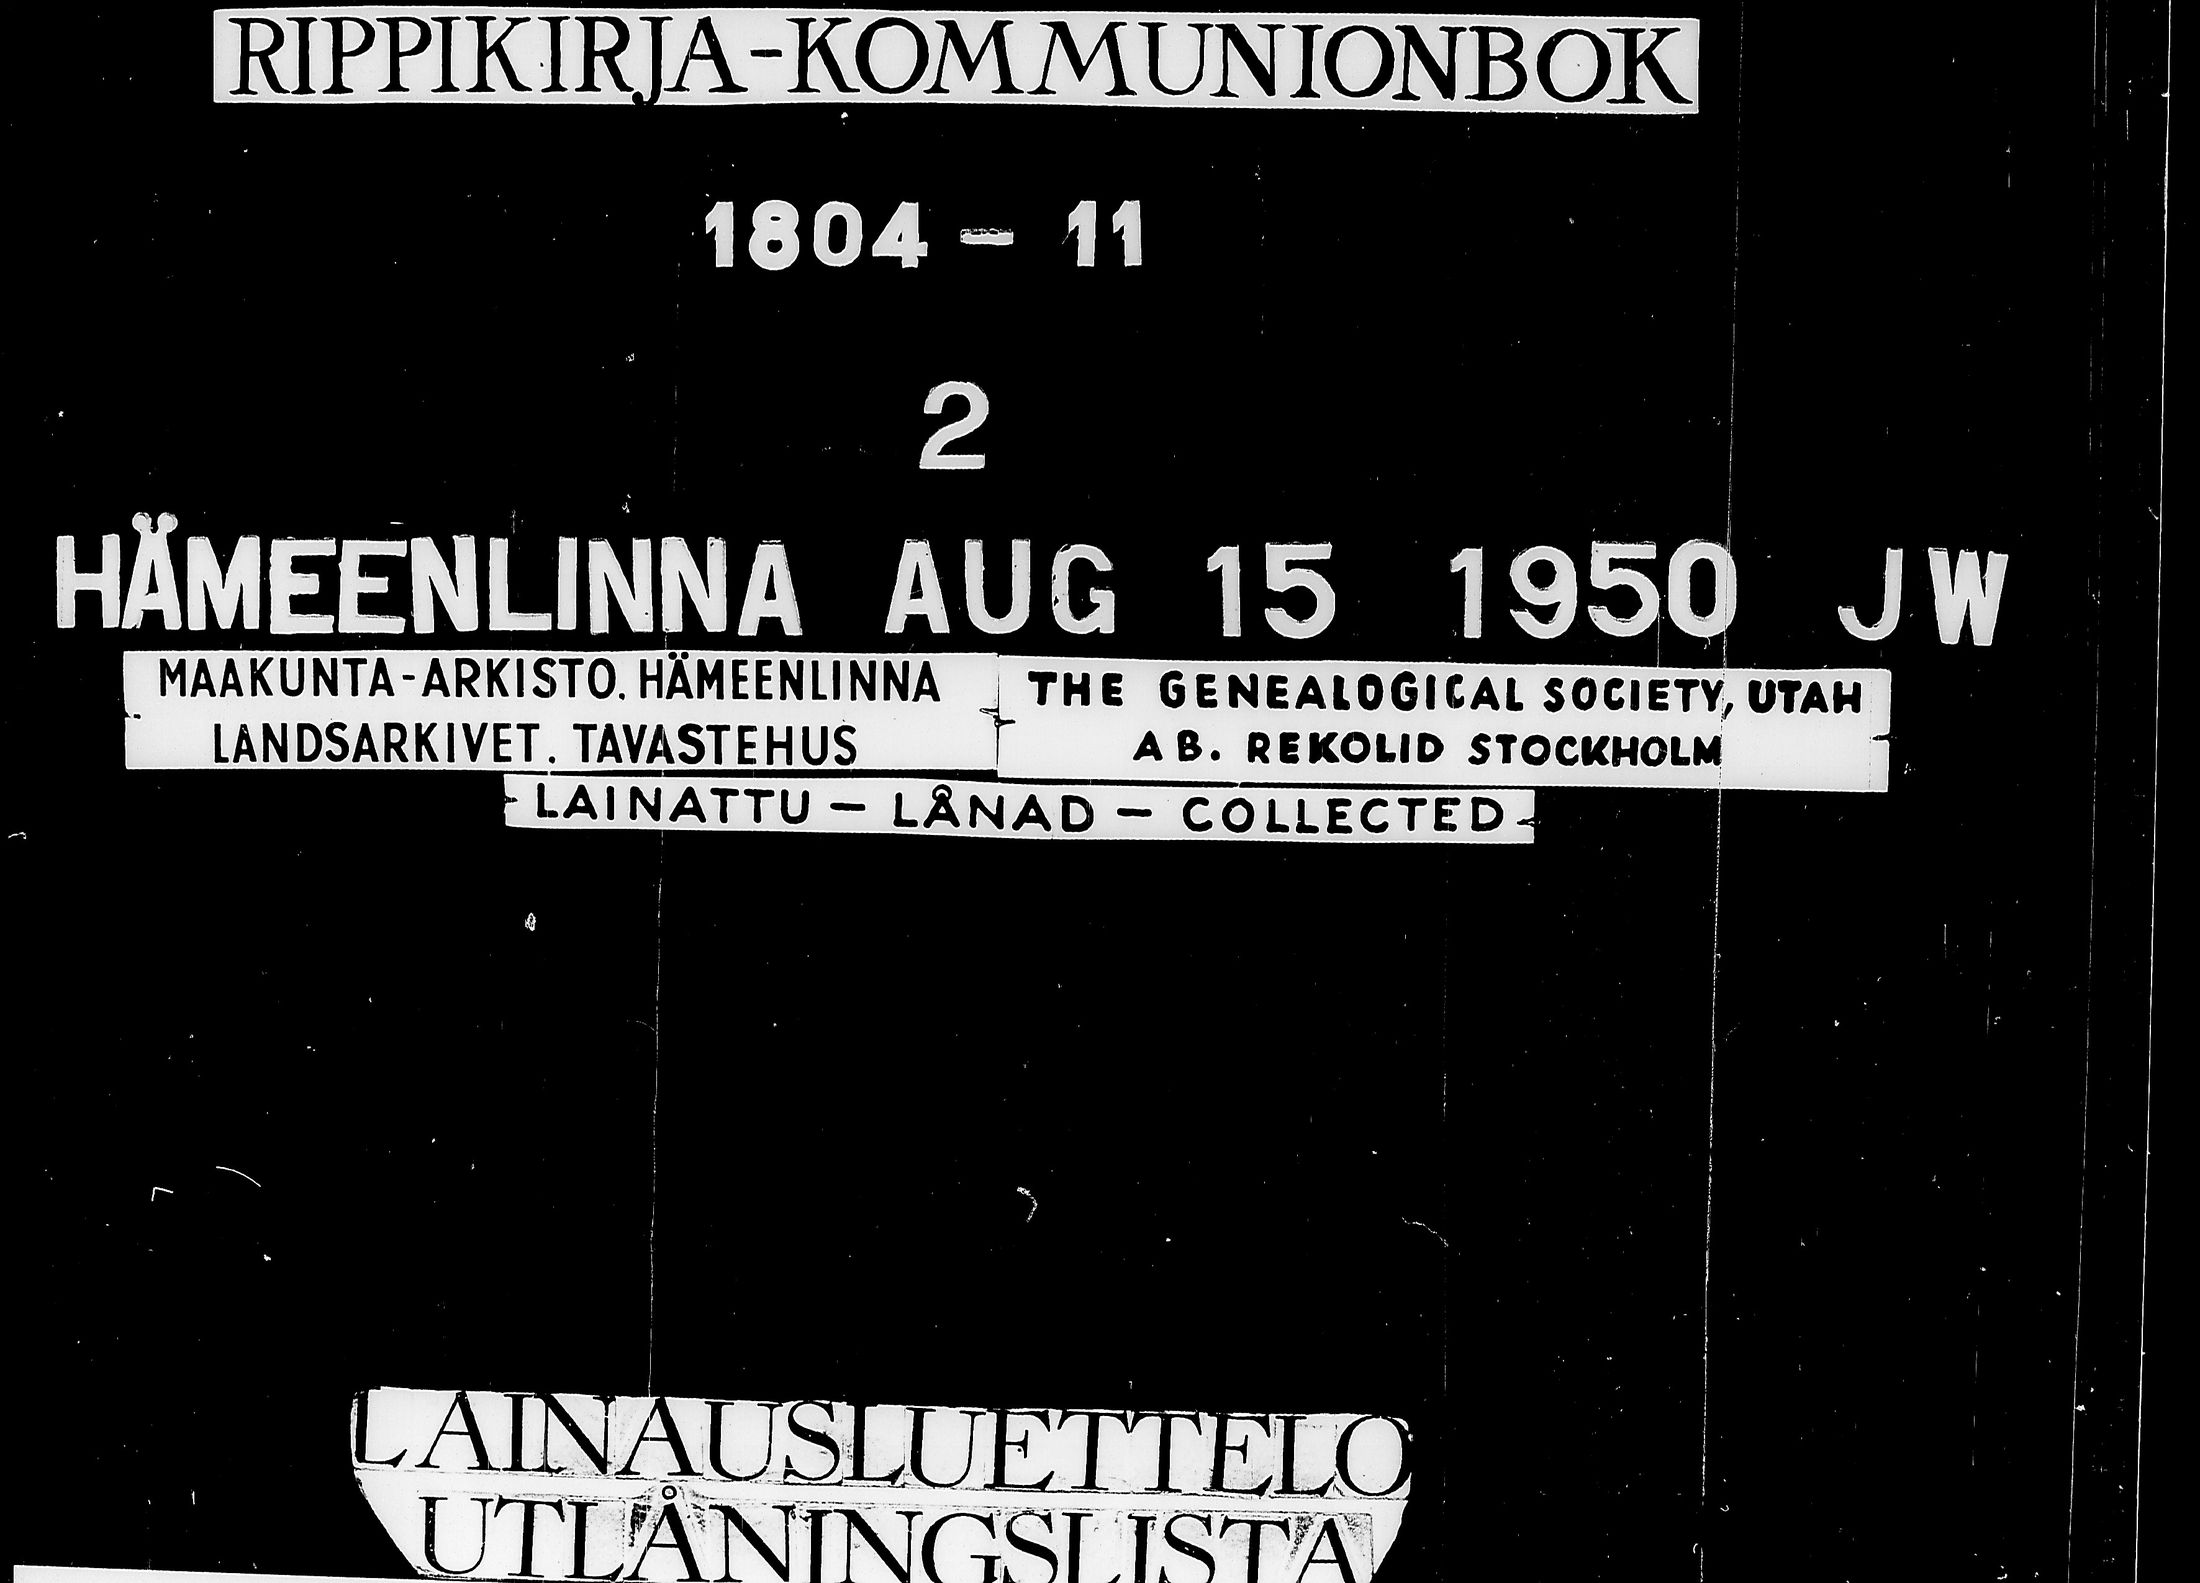 RIPPIKIRJA-KOMMUNIONBOK
1804 - 11
2
HÄMEENLINNA AUG 15 1950 JW
MAAKUNTA-ARKISTO. HÄMEENLINNA
LANDSARKIVET. TAVASTEHUS
THE GENEALOGICAL SOCIETY, UTAH
AB. REKOLID STOCKHOLM
LAINATTU - LÅNAD - COLLECTED
LAINAUSLUETTELO
UTLÅNINGSLISTA